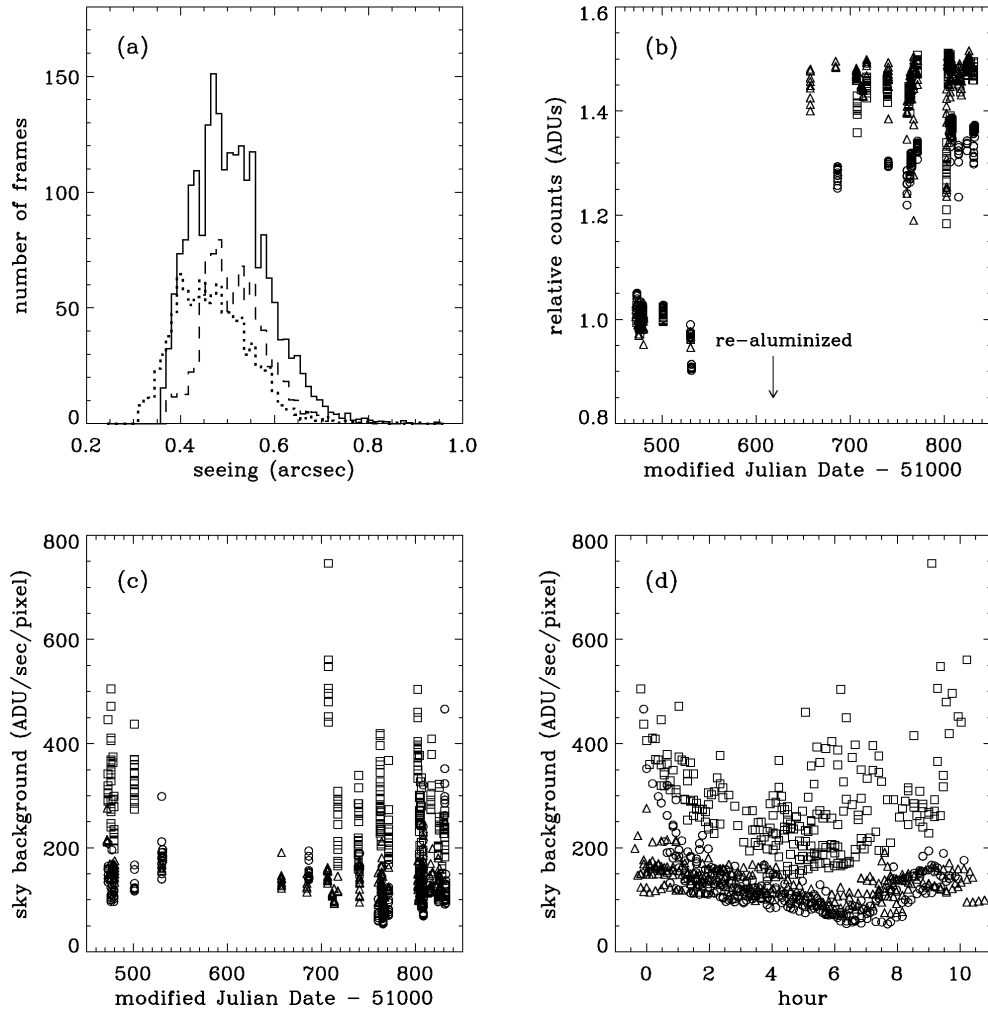 (a)
number of frames
150
100
50
0
0.2 0.4 0.6 0.8 1.0
seeing (arcsec)
(b)
relative counts (ADUs)
1.6
1.4
1.2
1.0
0.8
re-aluminized
500 600 700 800
modified Julian Date - 51000
(c)
sky background (ADU/sec/pixel)
800
600
400
200
0
500 600 700 800
modified Julian Date - 51000
(d)
sky background (ADU/sec/pixel)
800
600
400
200
0
0 2 4 6 8 10
hour